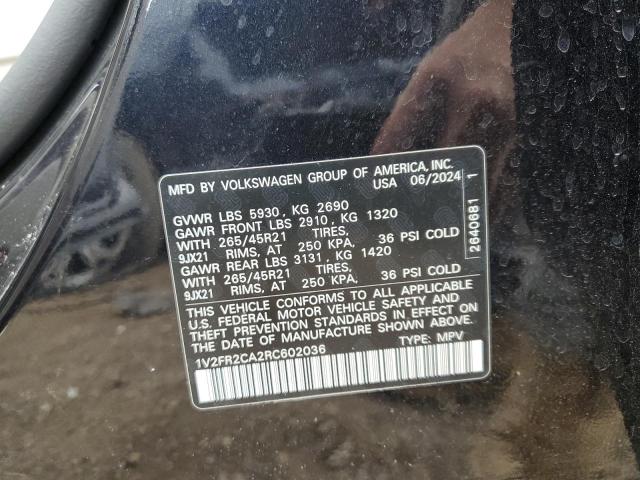 MFD BY VOLKSWAGEN GROUP OF AMERICA, INC.
USA 06/2024
GVWR LBS 5930, KG 2690
GAWR FRONT LBS 2910, KG 1320
WITH 265/45R21 TIRES,
9JX21 RIMS, AT 250 KPA, 36 PSI COLD
GAWR REAR LBS 3131, KG 1420
WITH 265/45R21 TIRES,
9JX21 RIMS, AT 250 KPA, 36 PSI COLD
THIS VEHICLE CONFORMS TO ALL APPLICABLE
U.S. FEDERAL MOTOR VEHICLE SAFETY AND
THEFT PREVENTION STANDARDS IN EFFECT ON
THE DATE OF MANUFACTURE SHOWN ABOVE.
1V2FR2CA2RC602036 TYPE: MPV
2640681 1